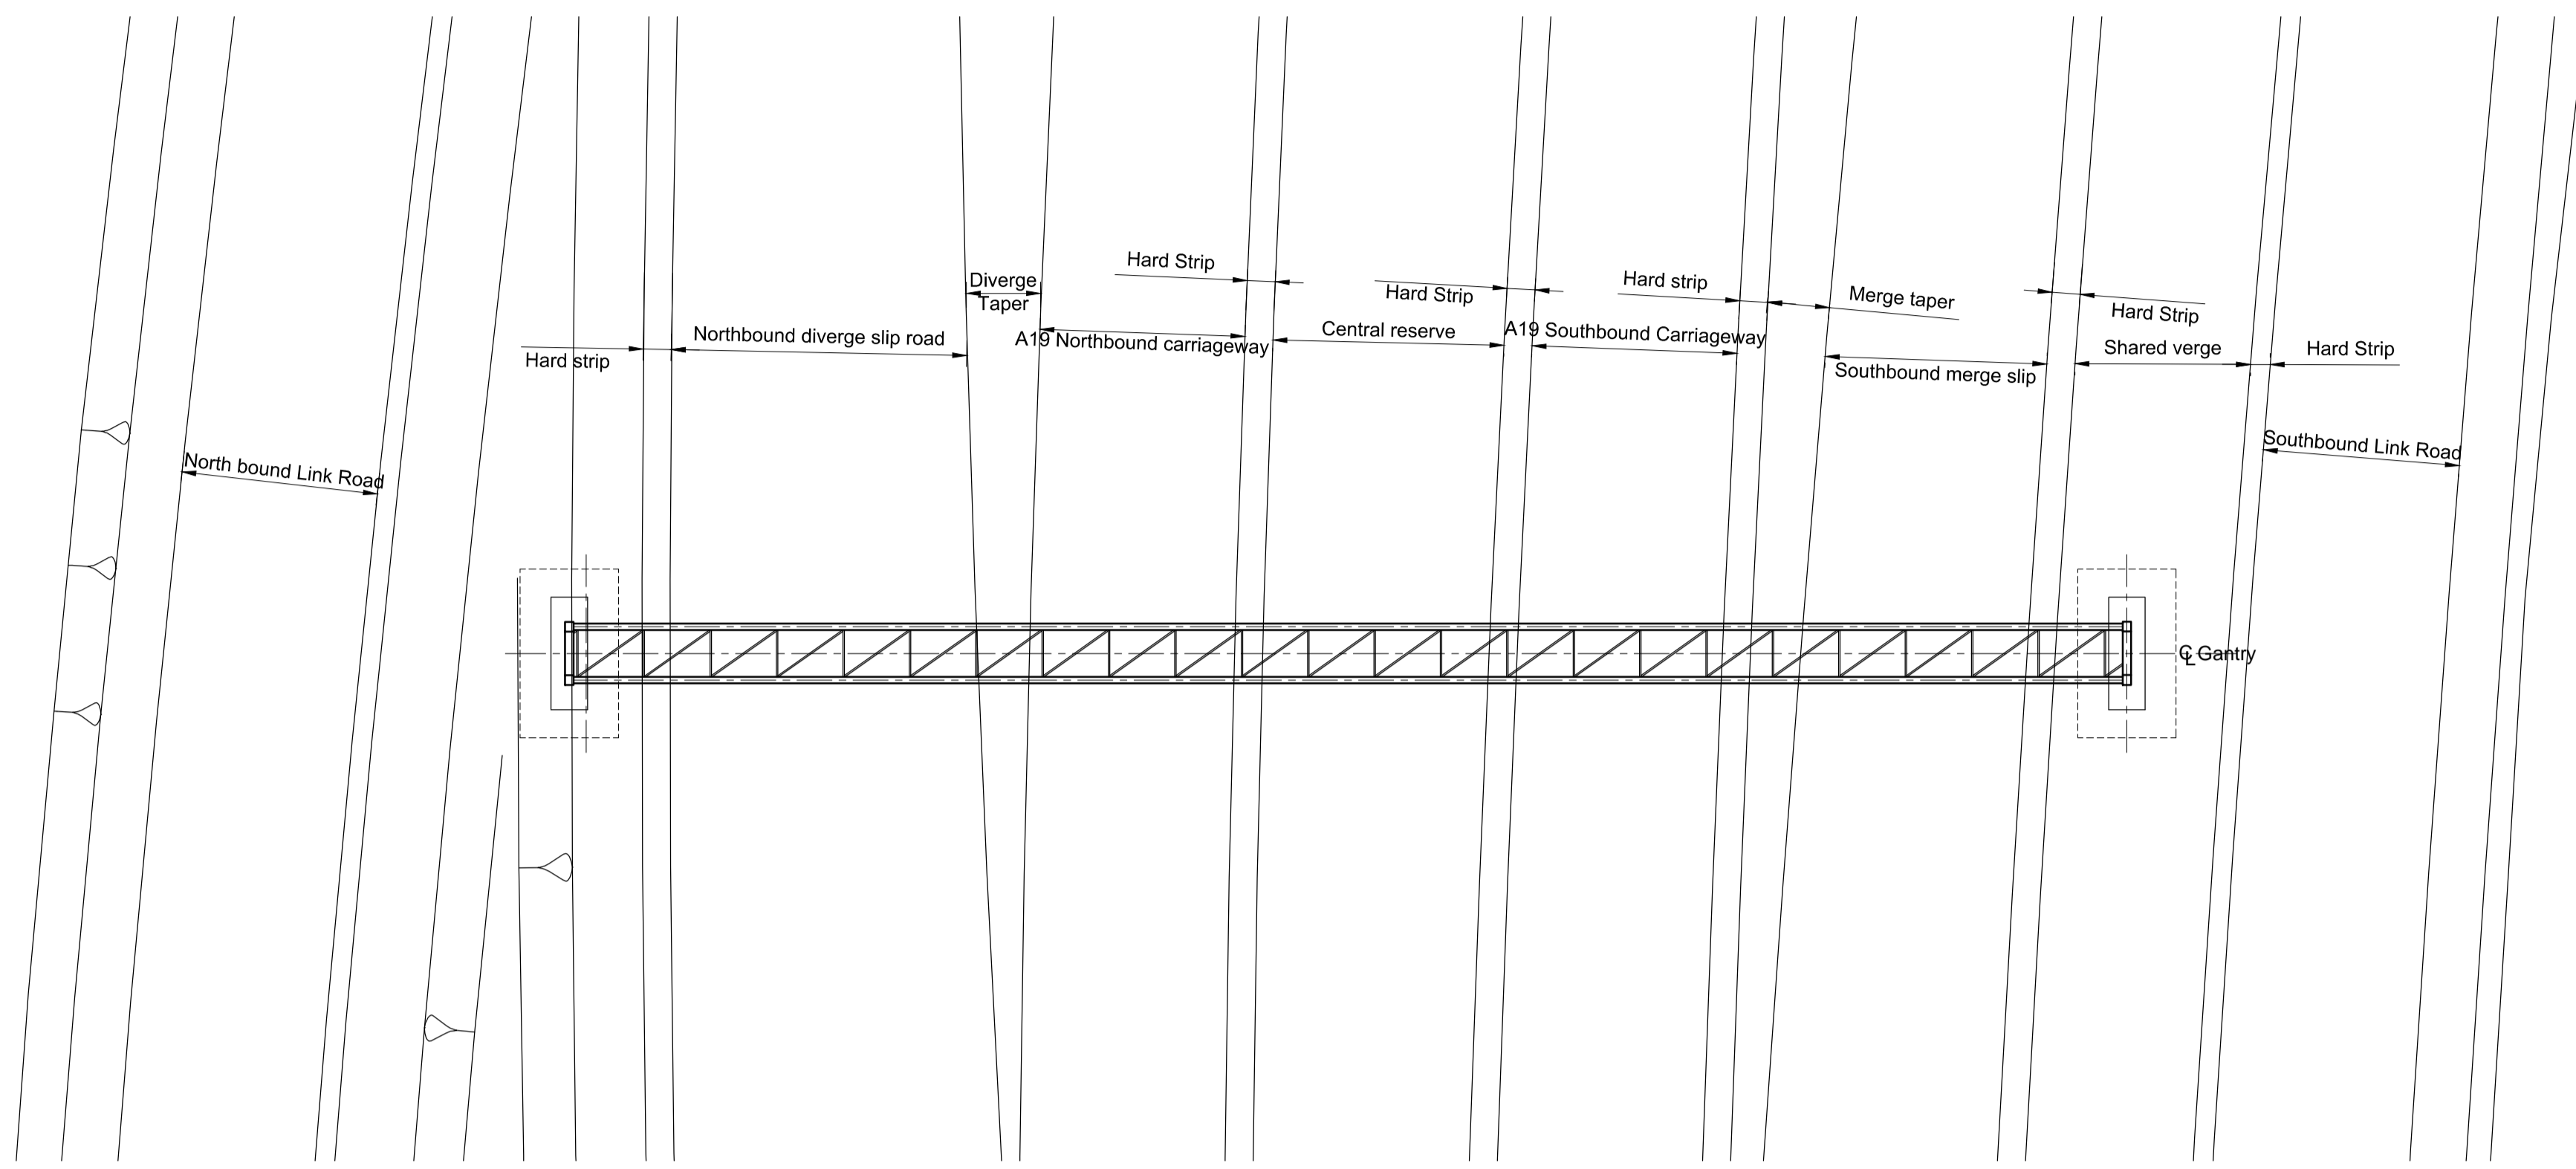 Hard Strip
Diverge
Taper
Hard Strip
Hard strip
Merge taper
Hard Strip
Hard strip
Northbound diverge slip road
A19 Northbound carriageway
Central reserve
A19 Southbound Carriageway
Southbound merge slip
Shared verge
Hard Strip
North bound Link Road
Southbound Link Road
CL Gantry